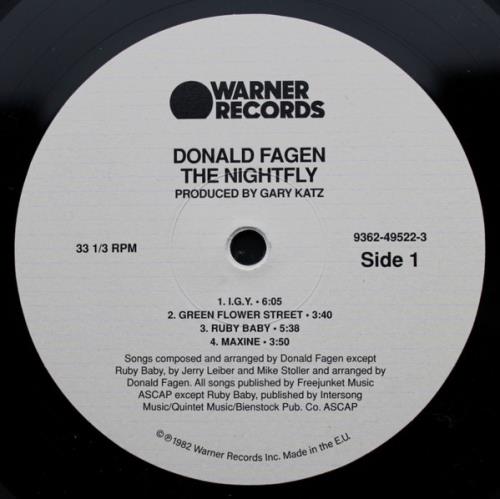 WARNER
RECORDS
DONALD FAGEN
THE NIGHTFLY
PRODUCED BY GARY KATZ
33 1/3 RPM
9362-49522-3
Side 1
1. I.G.Y. • 6:05
2. GREEN FLOWER STREET • 3:40
3. RUBY BABY • 5:38
4. MAXINE • 3:50
Songs composed and arranged by Donald Fagen except
Ruby Baby, by Jerry Leiber and Mike Stoller and arranged by
Donald Fagen. All songs published by Freejunket Music
ASCAP except Ruby Baby, published by Intersong
Music/Quintet Music/Bienstock Pub. Co. ASCAP
©℗1982 Warner Records Inc. Made in the E.U.